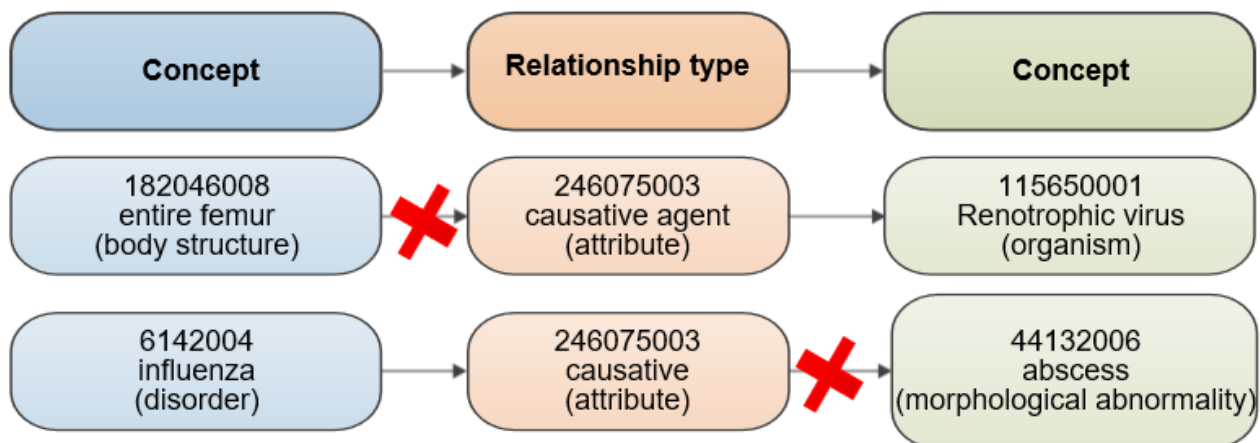 Concept
Relationship type
Concept
182046008
entire femur
(body structure)
246075003
causative agent
(attribute)
115650001
Renotrophic virus
(organism)
6142004
influenza
(disorder)
246075003
causative
(attribute)
44132006
abscess
(morphological abnormality)